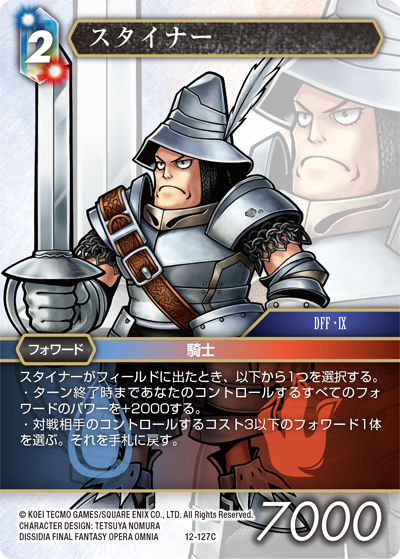 2
スタイナー
DFF・IX
フォワード
騎士
スタイナーがフィールドに出たとき、以下から1つを選択する。
・ターン終了時まであなたのコントロールするすべてのフォ
ワードのパワーを+2000する。
・対戦相手のコントロールするコスト3以下のフォワード1体
を選ぶ。それを手札に戻す。
© KOEI TECMO GAMES/SQUARE ENIX CO., LTD. All Rights Reserved.
CHARACTER DESIGN: TETSUYA NOMURA
DISSIDIA FINAL FANTASY OPERA OMNIA
12-127C
7000